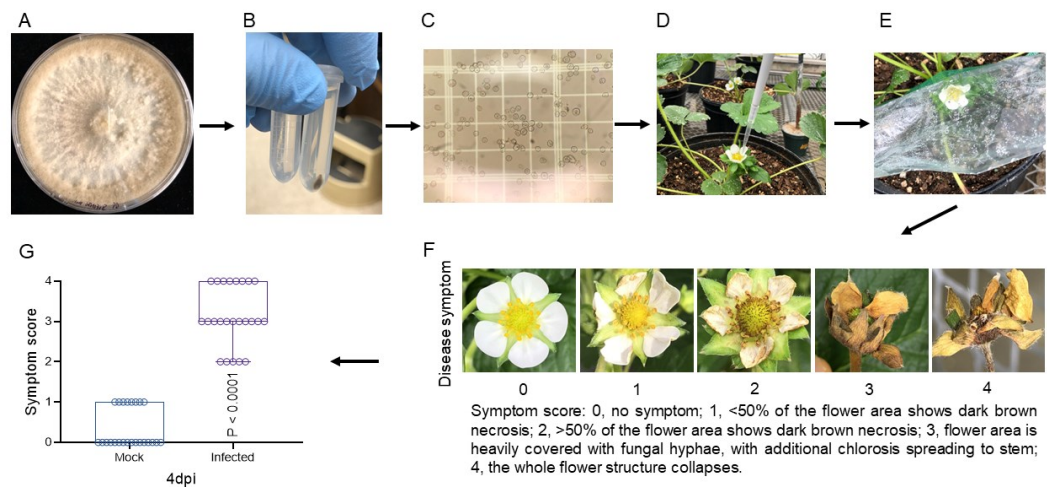 A
B
C
D
E
F
Disease symptom
0
1
2
3
4
Symptom score: 0, no symptom; 1, <50% of the flower area shows dark brown
necrosis; 2, >50% of the flower area shows dark brown necrosis; 3, flower area is
heavily covered with fungal hyphae, with additional chlorosis spreading to stem;
4, the whole flower structure collapses.
G
Symptom score
4
3
2
1
0
P < 0.0001
Mock
Infected
4dpi